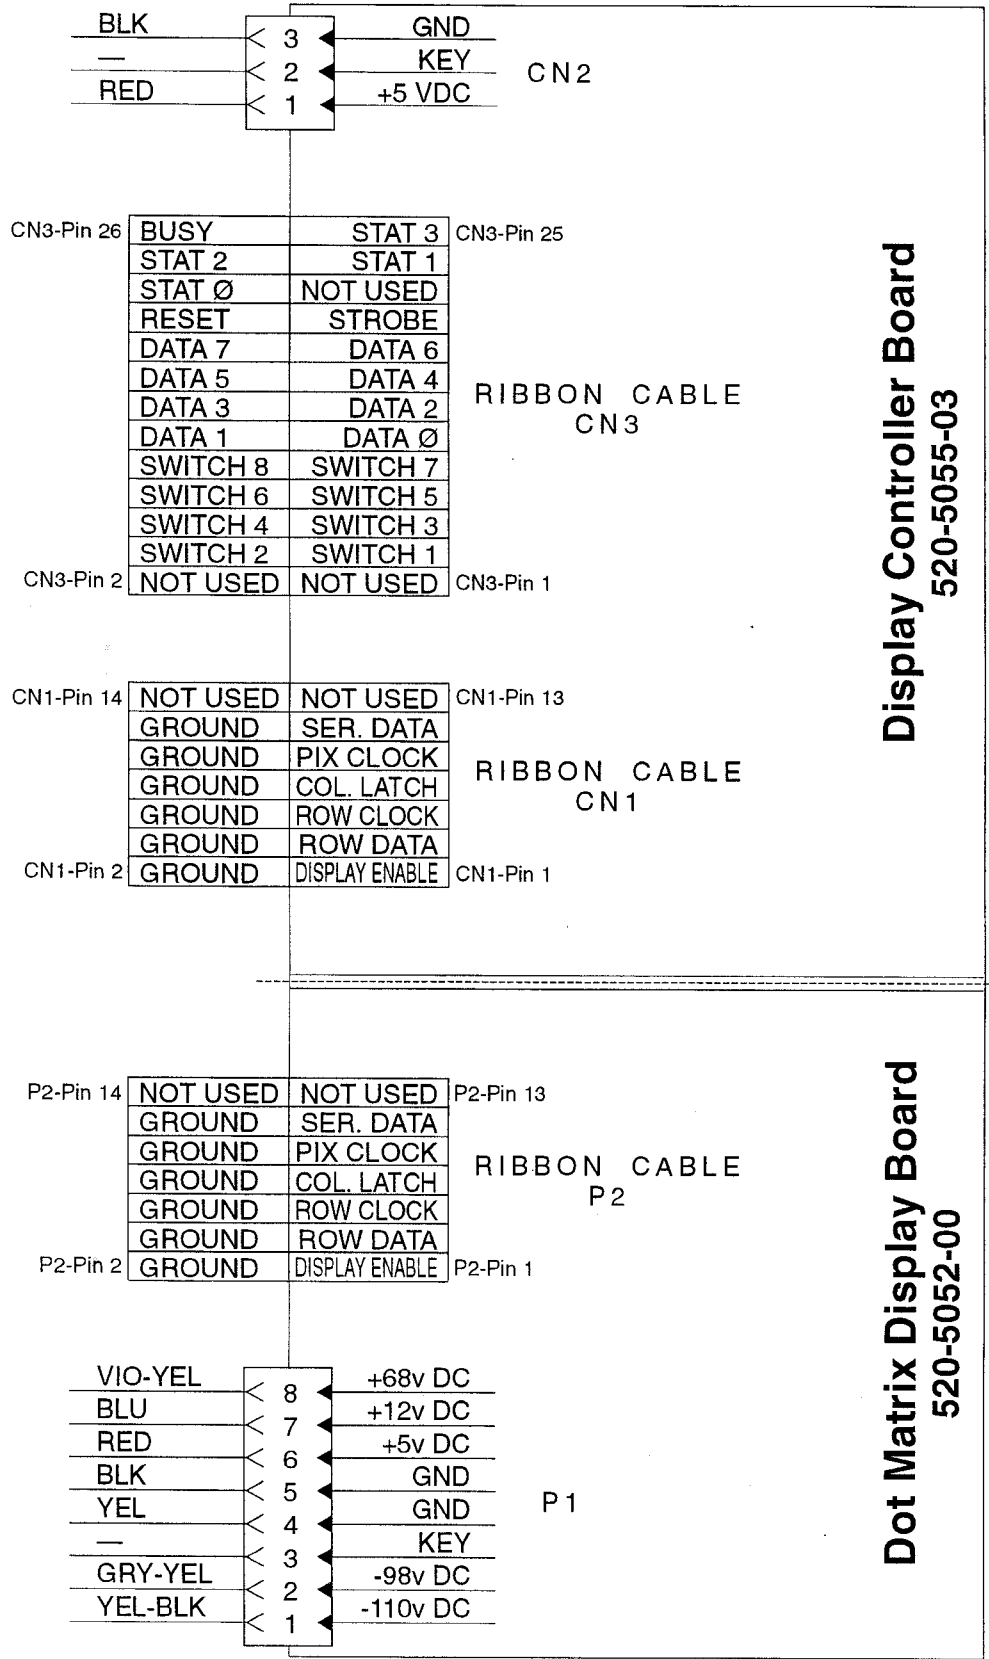 BLK 3 GND
— 2 KEY
RED 1 +5 VDC
CN2
CN3-Pin 26 BUSY STAT 3 CN3-Pin 25
STAT 2 STAT 1
STAT Ø NOT USED
RESET STROBE
DATA 7 DATA 6
DATA 5 DATA 4
DATA 3 DATA 2
DATA 1 DATA Ø
SWITCH 8 SWITCH 7
SWITCH 6 SWITCH 5
SWITCH 4 SWITCH 3
SWITCH 2 SWITCH 1
CN3-Pin 2 NOT USED NOT USED CN3-Pin 1
RIBBON CABLE
CN3
CN1-Pin 14 NOT USED NOT USED CN1-Pin 13
GROUND SER. DATA
GROUND PIX CLOCK
GROUND COL. LATCH
GROUND ROW CLOCK
GROUND ROW DATA
CN1-Pin 2 GROUND DISPLAY ENABLE CN1-Pin 1
RIBBON CABLE
CN1
Display Controller Board
520-5055-03
P2-Pin 14 NOT USED NOT USED P2-Pin 13
GROUND SER. DATA
GROUND PIX CLOCK
GROUND COL. LATCH
GROUND ROW CLOCK
GROUND ROW DATA
P2-Pin 2 GROUND DISPLAY ENABLE P2-Pin 1
RIBBON CABLE
P2
VIO-YEL 8 +68v DC
BLU 7 +12v DC
RED 6 +5v DC
BLK 5 GND
YEL 4 GND
— 3 KEY
GRY-YEL 2 -98v DC
YEL-BLK 1 -110v DC
P1
Dot Matrix Display Board
520-5052-00